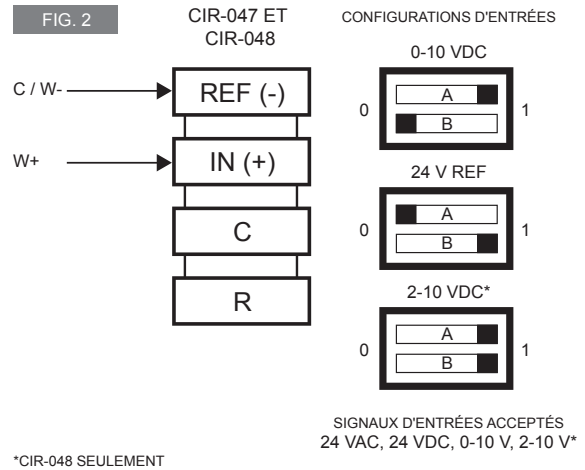 FIG. 2
CIR-047 ET
CIR-048
C / W-
REF (-)
W+
IN (+)
C
R
CONFIGURATIONS D'ENTRÉES
0-10 VDC
0
A
B
1
24 V REF
0
A
B
1
2-10 VDC*
0
A
B
1
SIGNAUX D'ENTRÉES ACCEPTÉS
24 VAC, 24 VDC, 0-10 V, 2-10 V*
*CIR-048 SEULEMENT